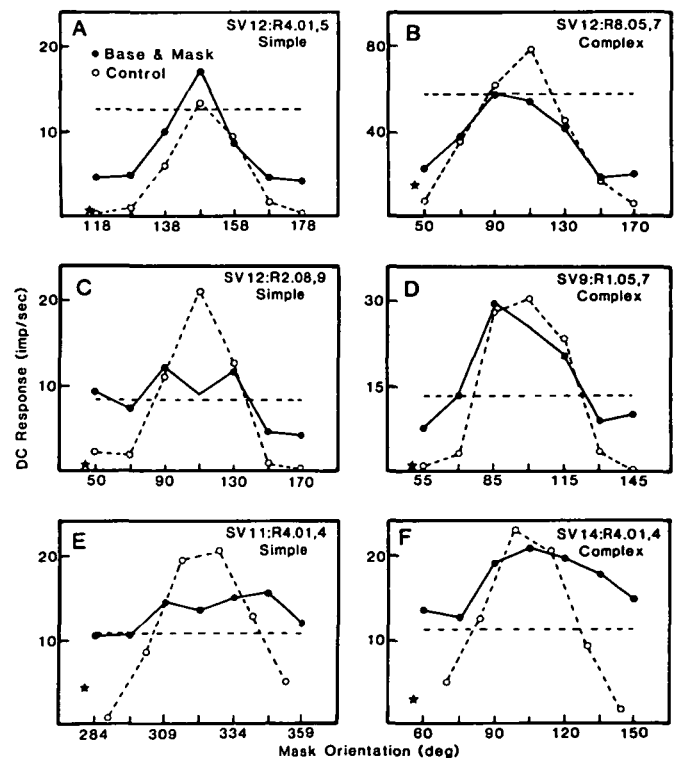 A
SV12:R4.01,5
Simple
Base & Mask
Control
20
10
118 138 158 178
B
SV12:R8.05,7
Complex
80
40
50 90 130 170
C
SV12:R2.08,9
Simple
20
10
50 90 130 170
D
SV9:R1.05,7
Complex
30
15
55 85 115 145
E
SV11:R4.01,4
Simple
20
10
284 309 334 359
F
SV14:R4.01,4
Complex
20
10
60 90 120 150
DC Response (imp/sec)
Mask Orientation (deg)